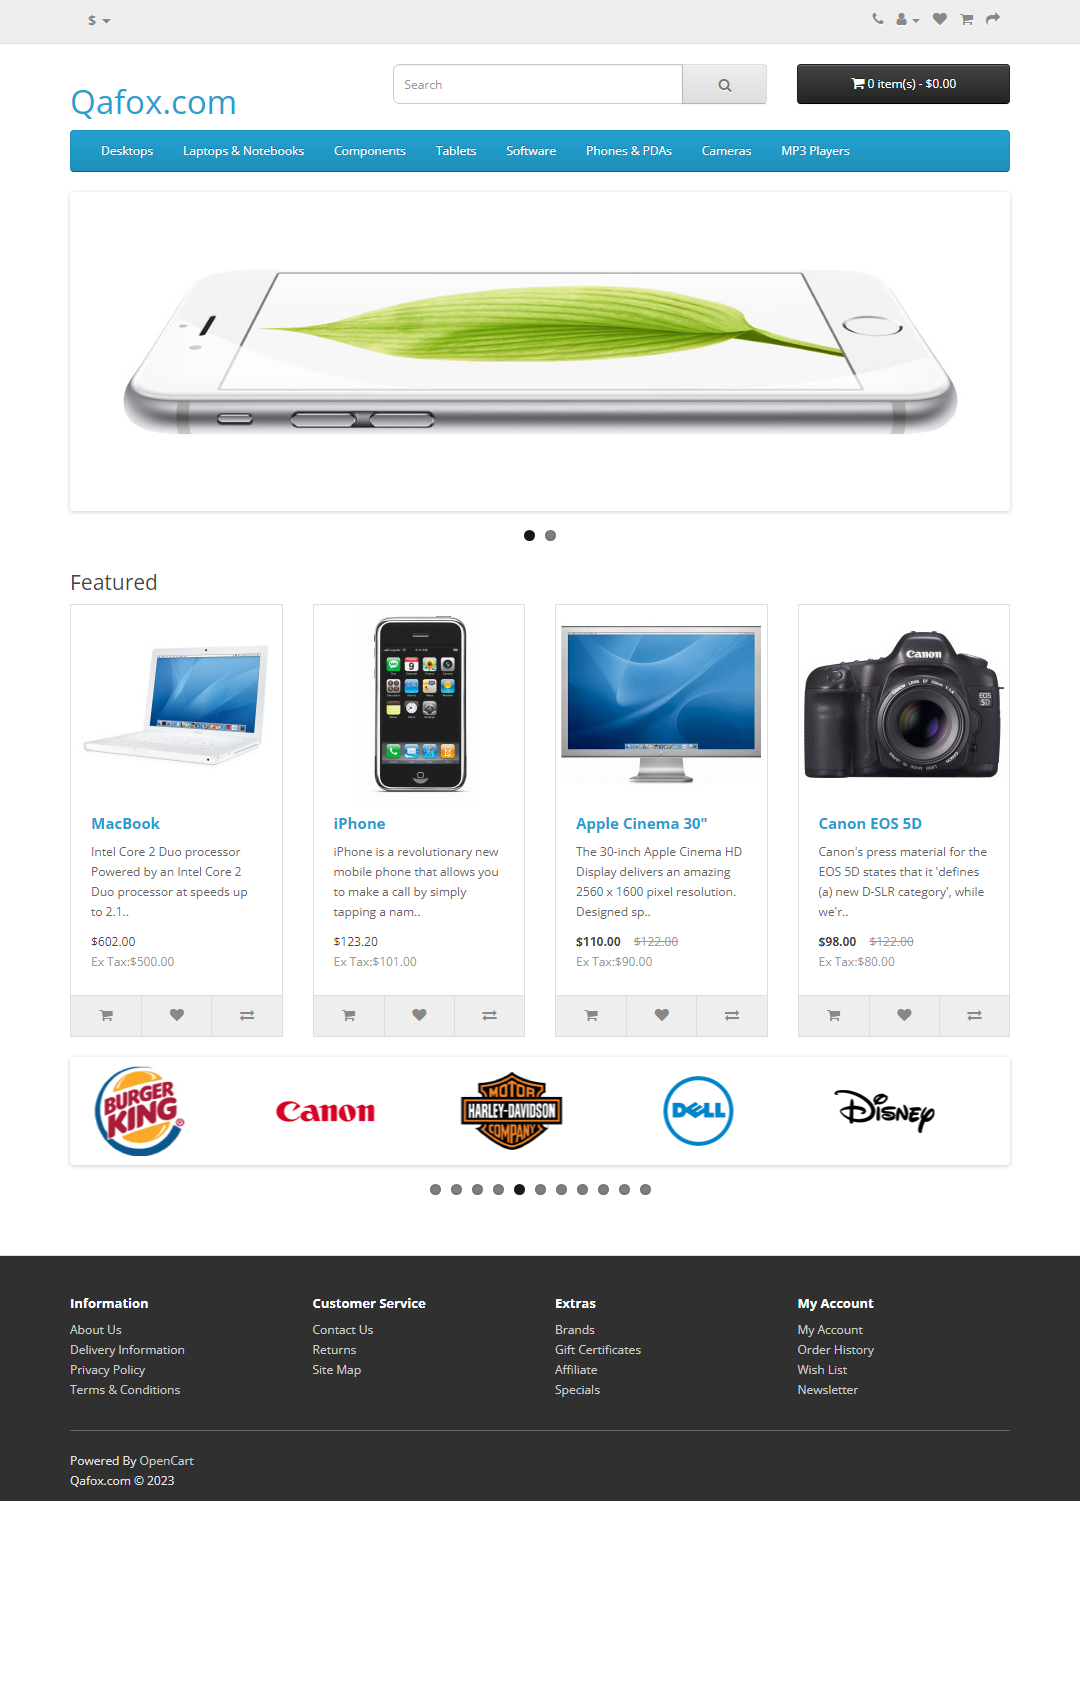 $
Qafox.com
Search
0 item(s) - $0.00
Desktops
Laptops & Notebooks
Components
Tablets
Software
Phones & PDAs
Cameras
MP3 Players
Featured
Canon
EOS
5D
MacBook
Intel Core 2 Duo processor
Powered by an Intel Core 2
Duo processor at speeds up
to 2.1..
$602.00
Ex Tax:$500.00
iPhone
iPhone is a revolutionary new
mobile phone that allows you
to make a call by simply
tapping a nam..
$123.20
Ex Tax:$101.00
Apple Cinema 30"
The 30-inch Apple Cinema HD
Display delivers an amazing
2560 x 1600 pixel resolution.
Designed sp..
$110.00 $122.00
Ex Tax:$90.00
Canon EOS 5D
Canon's press material for the
EOS 5D states that it 'defines
(a) new D-SLR category', while
we'r..
$98.00 $122.00
Ex Tax:$80.00
BURGER
KING
®
Canon
MOTOR
HARLEY-DAVIDSON
COMPANY
DELL
Disney
Information
About Us
Delivery Information
Privacy Policy
Terms & Conditions
Customer Service
Contact Us
Returns
Site Map
Extras
Brands
Gift Certificates
Affiliate
Specials
My Account
My Account
Order History
Wish List
Newsletter
Powered By OpenCart
Qafox.com © 2023